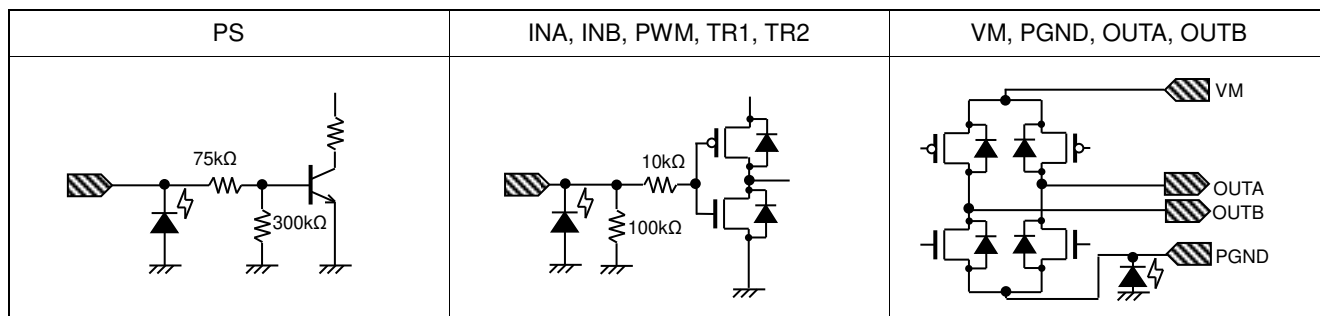 PS
INA, INB, PWM, TR1, TR2
VM, PGND, OUTA, OUTB
75kΩ
300kΩ
10kΩ
100kΩ
VM
OUTA
OUTB
PGND